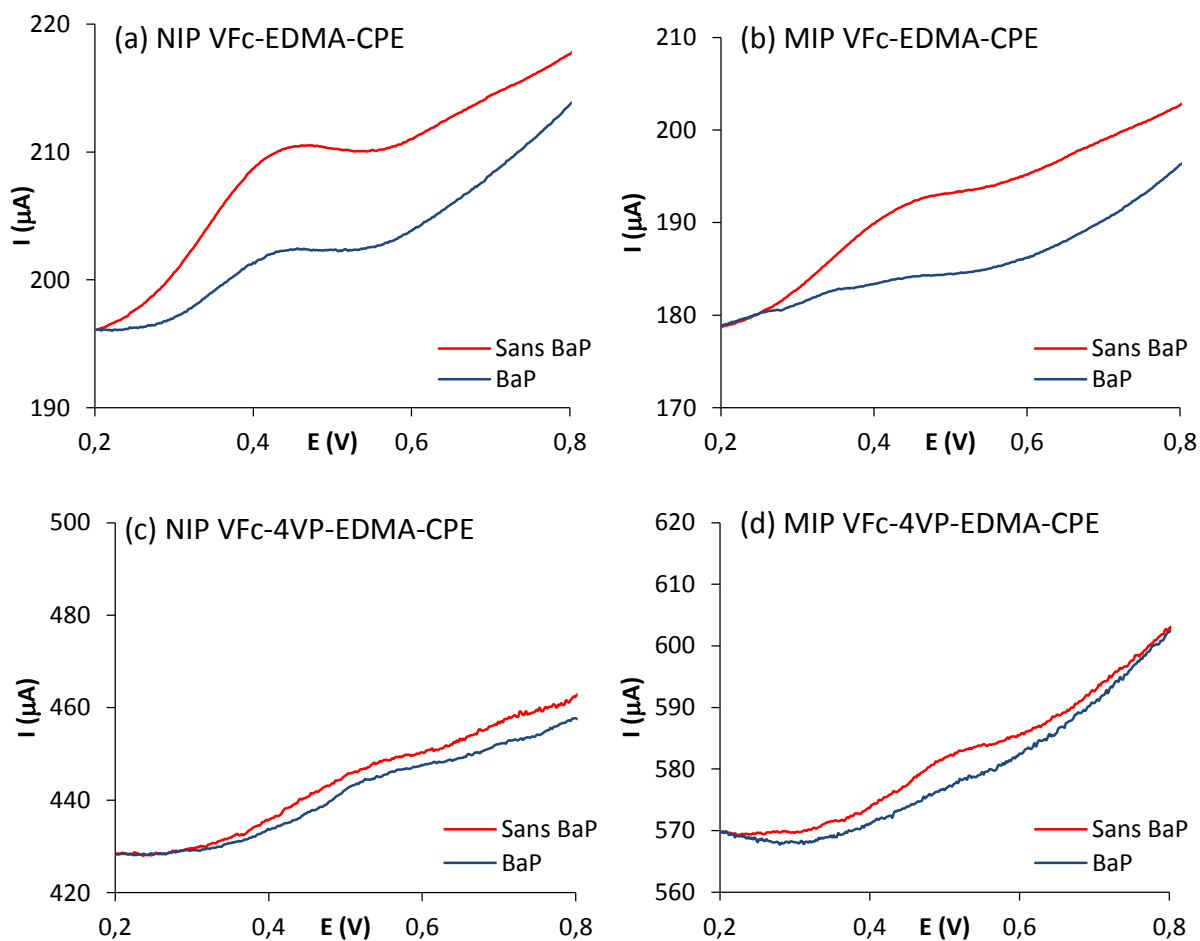 (a) NIP VFc-EDMA-CPE
220
210
200
190
I (µA)
0,2 0,4 0,6 0,8
E (V)
Sans BaP
BaP
(b) MIP VFc-EDMA-CPE
210
200
190
180
170
I (µA)
0,2 0,4 0,6 0,8
E (V)
Sans BaP
BaP
(c) NIP VFc-4VP-EDMA-CPE
500
480
460
440
420
I (µA)
0,2 0,4 0,6 0,8
E (V)
Sans BaP
BaP
(d) MIP VFc-4VP-EDMA-CPE
620
610
600
590
580
570
560
I (µA)
0,2 0,4 0,6 0,8
E (V)
Sans BaP
BaP